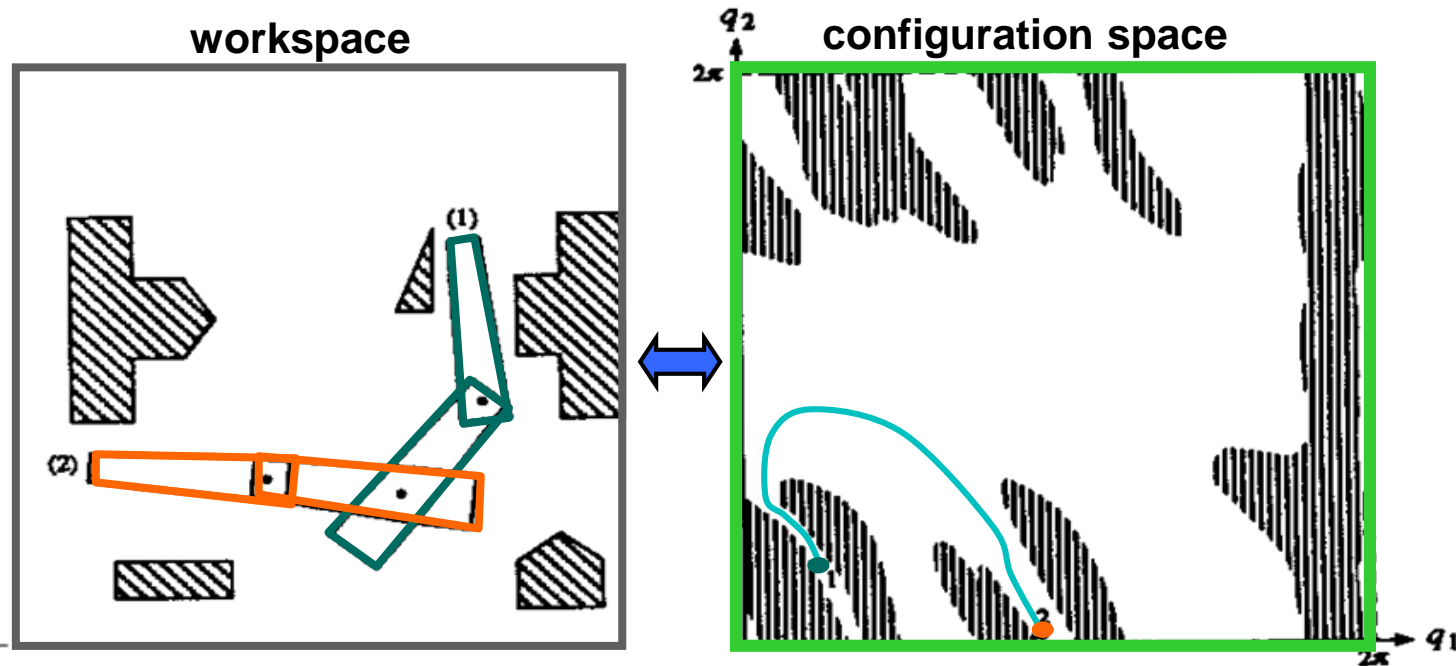 workspace
configuration space
q2
2π
(1)
(2)
1
2
q1
2π